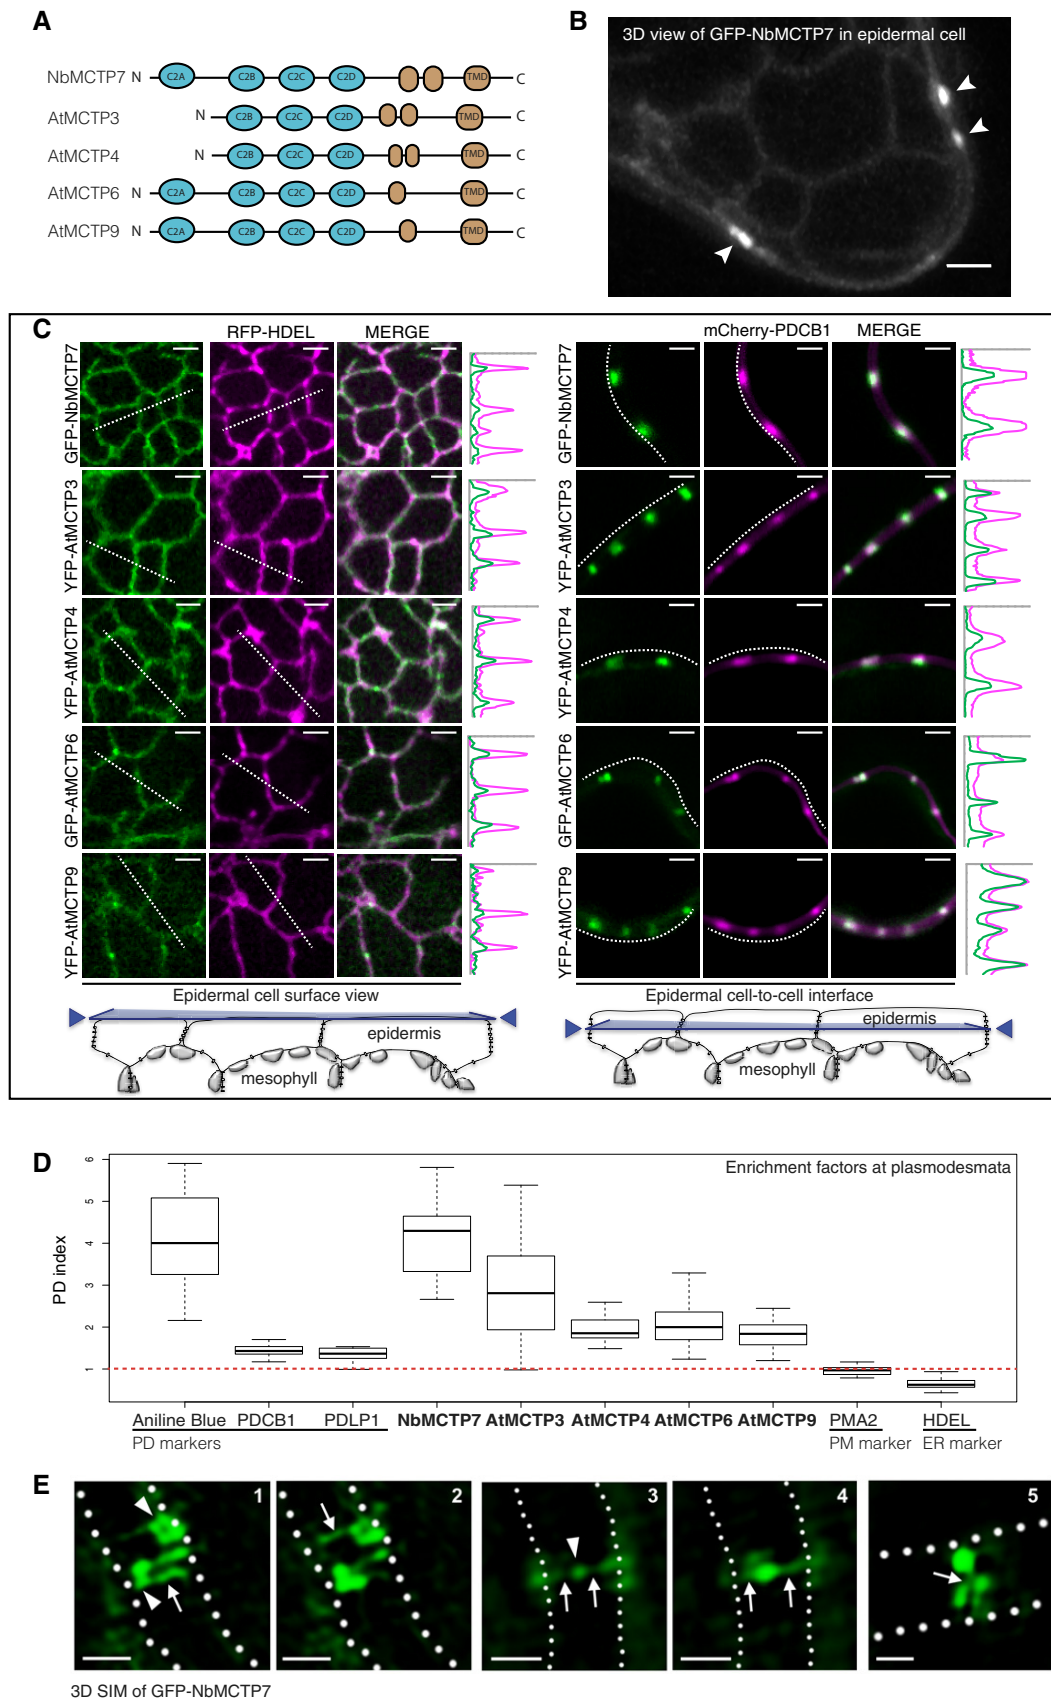 A
NbMCTP7 N C2A C2B C2C C2D TMD C
AtMCTP3 N C2B C2C C2D TMD C
AtMCTP4 N C2B C2C C2D TMD C
AtMCTP6 N C2A C2B C2C C2D TMD C
AtMCTP9 N C2A C2B C2C C2D TMD C
B
3D view of GFP-NbMCTP7 in epidermal cell
C
RFP-HDEL MERGE
mCherry-PDCB1 MERGE
GFP-NbMCTP7
YFP-AtMCTP3
YFP-AtMCTP4
GFP-AtMCTP6
YFP-AtMCTP9
GFP-NbMCTP7
YFP-AtMCTP3
YFP-AtMCTP4
GFP-AtMCTP6
YFP-AtMCTP9
Epidermal cell surface view
epidermis
mesophyll
Epidermal cell-to-cell interface
epidermis
mesophyll
D
Enrichment factors at plasmodesmata
PD index
6
5
4
3
2
1
Aniline Blue PDCB1 PDLP1 NbMCTP7 AtMCTP3 AtMCTP4 AtMCTP6 AtMCTP9 PMA2 HDEL
PD markers PM marker ER marker
E
1 2 3 4 5
3D SIM of GFP-NbMCTP7